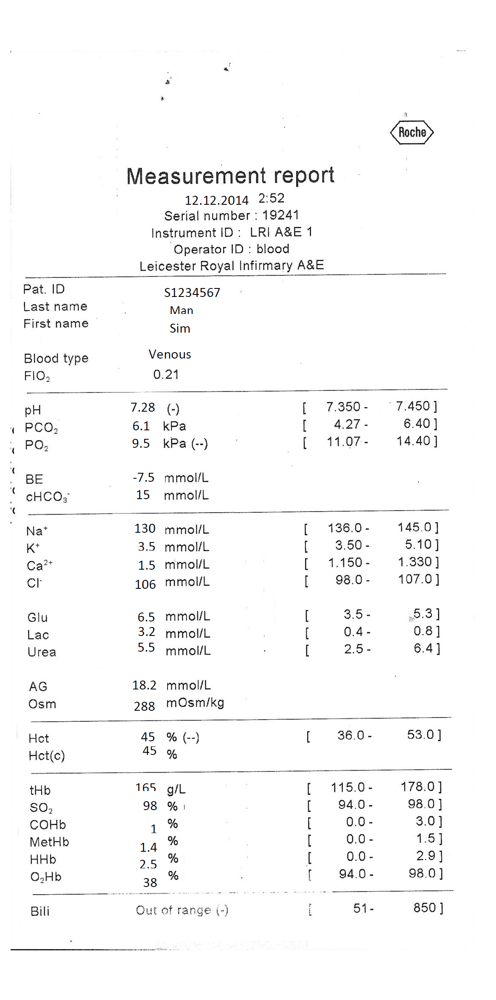 Roche
Measurement report
12.12.2014 2:52
Serial number : 19241
Instrument ID : LRI A&E 1
Operator ID : blood
Leicester Royal Infirmary A&E
Pat. ID S1234567
Last name Man
First name Sim
Blood type Venous
FIO₂ 0.21
pH 7.28 (-) [ 7.350 - 7.450 ]
PCO₂ 6.1 kPa [ 4.27 - 6.40 ]
PO₂ 9.5 kPa (--) [ 11.07 - 14.40 ]
BE -7.5 mmol/L
cHCO₃⁻ 15 mmol/L
Na⁺ 130 mmol/L [ 136.0 - 145.0 ]
K⁺ 3.5 mmol/L [ 3.50 - 5.10 ]
Ca²⁺ 1.5 mmol/L [ 1.150 - 1.330 ]
Cl⁻ 106 mmol/L [ 98.0 - 107.0 ]
Glu 6.5 mmol/L [ 3.5 - 5.3 ]
Lac 3.2 mmol/L [ 0.4 - 0.8 ]
Urea 5.5 mmol/L [ 2.5 - 6.4 ]
AG 18.2 mmol/L
Osm 288 mOsm/kg
Hct 45 % (--) [ 36.0 - 53.0 ]
Hct(c) 45 %
tHb 165 g/L [ 115.0 - 178.0 ]
SO₂ 98 % [ 94.0 - 98.0 ]
COHb 1 % [ 0.0 - 3.0 ]
MetHb 1.4 % [ 0.0 - 1.5 ]
HHb 2.5 % [ 0.0 - 2.9 ]
O₂Hb 38 % [ 94.0 - 98.0 ]
Bili Out of range (-) [ 51 - 850 ]